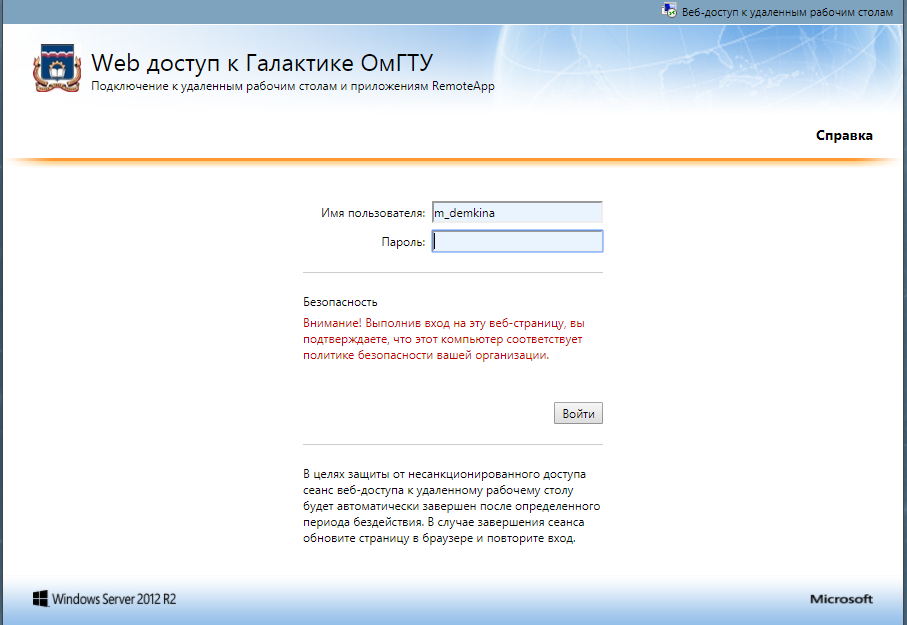 Веб-доступ к удаленным рабочим столам
Web доступ к Галактике ОмГТУ
Подключение к удаленным рабочим столам и приложениям RemoteApp
Справка
Имя пользователя: m_demkina
Пароль:
Безопасность
Внимание! Выполнив вход на эту веб-страницу, вы
подтверждаете, что этот компьютер соответствует
политике безопасности вашей организации.
Войти
В целях защиты от несанкционированного доступа
сеанс веб-доступа к удаленному рабочему столу
будет автоматически завершен после определенного
периода бездействия. В случае завершения сеанса
обновите страницу в браузере и повторите вход.
Windows Server 2012 R2
Microsoft